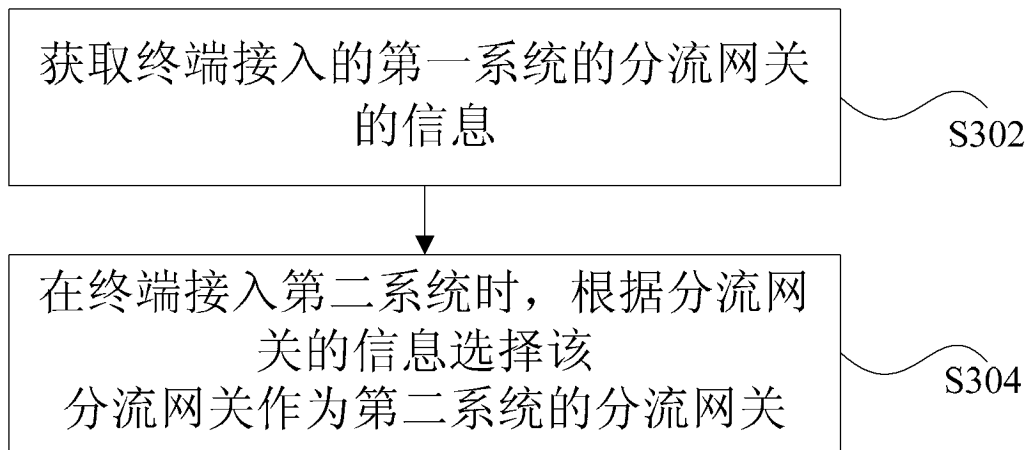 获取终端接入的第一系统的分流网关
的信息
S302
在终端接入第二系统时，根据分流网
关的信息选择该
分流网关作为第二系统的分流网关
S304